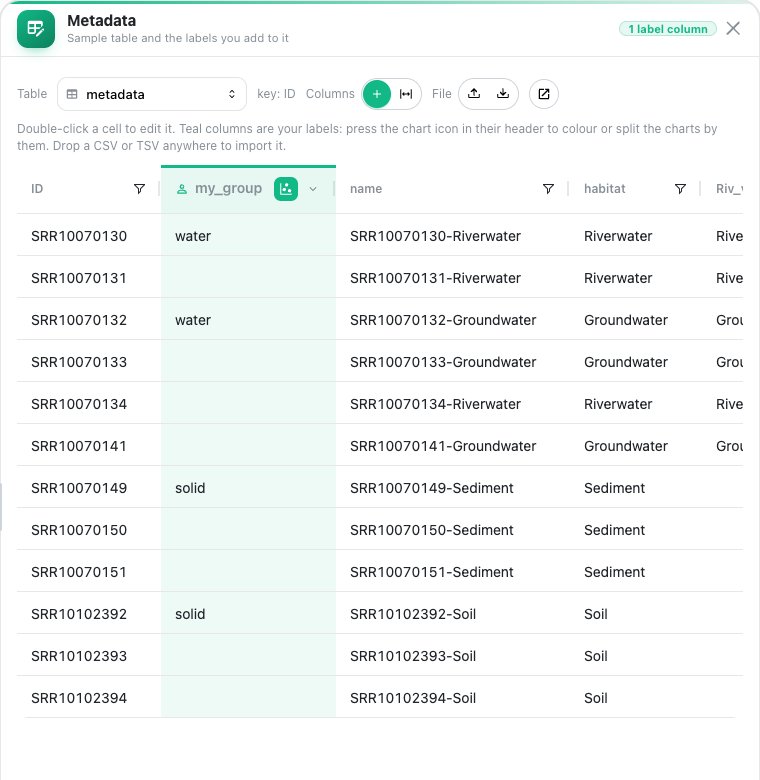 Metadata
Sample table and the labels you add to it
1 label column
Table metadata key: ID Columns File
Double-click a cell to edit it. Teal columns are your labels: press the chart icon in their header to colour or split the charts by
them. Drop a CSV or TSV anywhere to import it.
ID my_group name habitat
SRR10070130 water SRR10070130-Riverwater Riverwater
SRR10070131 SRR10070131-Riverwater Riverwater
SRR10070132 water SRR10070132-Groundwater Groundwater
SRR10070133 SRR10070133-Groundwater Groundwater
SRR10070134 SRR10070134-Riverwater Riverwater
SRR10070141 SRR10070141-Groundwater Groundwater
SRR10070149 solid SRR10070149-Sediment Sediment
SRR10070150 SRR10070150-Sediment Sediment
SRR10070151 SRR10070151-Sediment Sediment
SRR10102392 solid SRR10102392-Soil Soil
SRR10102393 SRR10102393-Soil Soil
SRR10102394 SRR10102394-Soil Soil